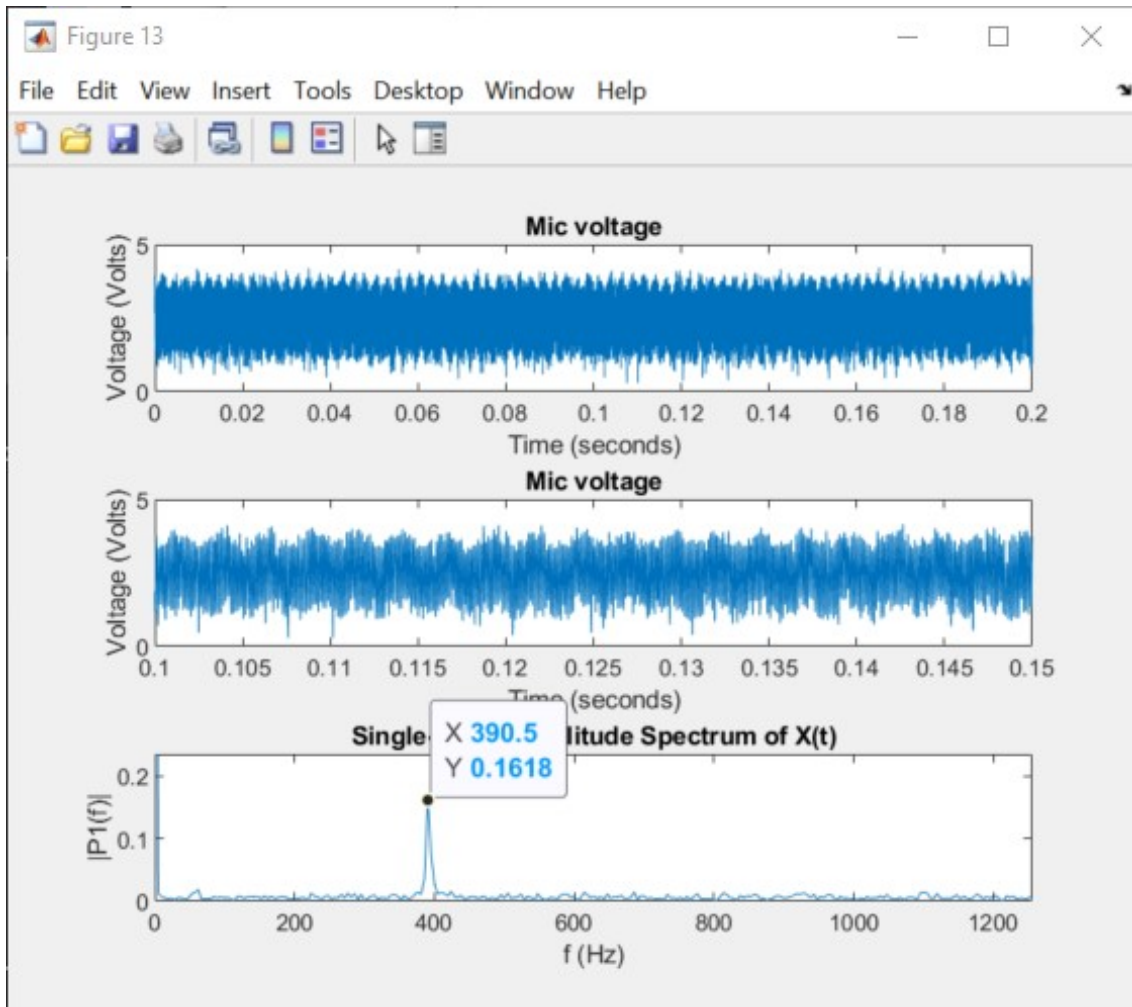 Figure 13
File Edit View Insert Tools Desktop Window Help
Mic voltage
Voltage (Volts)
5
0
0 0.02 0.04 0.06 0.08 0.1 0.12 0.14 0.16 0.18 0.2
Time (seconds)
Mic voltage
Voltage (Volts)
5
0
0.1 0.105 0.11 0.115 0.12 0.125 0.13 0.135 0.14 0.145 0.15
Time (seconds)
X 390.5
Y 0.1618
Single- litude Spectrum of X(t)
|P1(f)|
0.2
0.1
0
0 200 400 600 800 1000 1200
f (Hz)